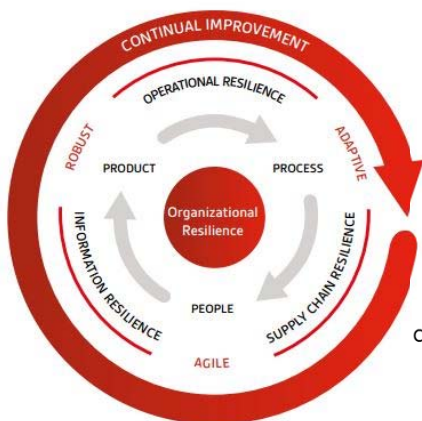 CONTINUAL IMPROVEMENT
OPERATIONAL RESILIENCE
ROBUST
ADAPTIVE
PRODUCT
PROCESS
Organizational
Resilience
INFORMATION RESILIENCE
SUPPLY CHAIN RESILIENCE
PEOPLE
AGILE